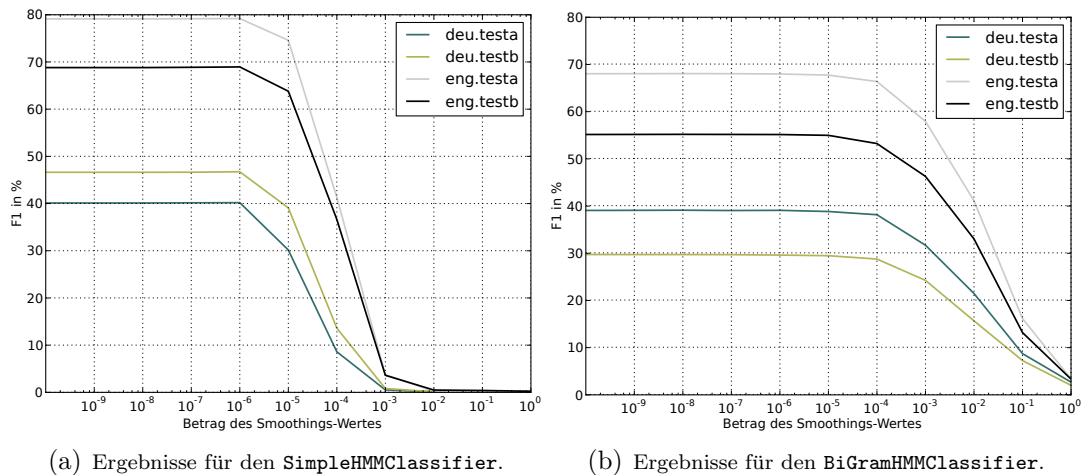 80
70
60
50
40
30
20
10
0
F1 in %
deu.testa
deu.testb
eng.testa
eng.testb
10^-9 10^-8 10^-7 10^-6 10^-5 10^-4 10^-3 10^-2 10^-1 10^0
Betrag des Smoothings-Wertes
(a) Ergebnisse für den SimpleHMMClassifier.
80
70
60
50
40
30
20
10
0
F1 in %
deu.testa
deu.testb
eng.testa
eng.testb
10^-9 10^-8 10^-7 10^-6 10^-5 10^-4 10^-3 10^-2 10^-1 10^0
Betrag des Smoothings-Wertes
(b) Ergebnisse für den BiGramHMMClassifier.